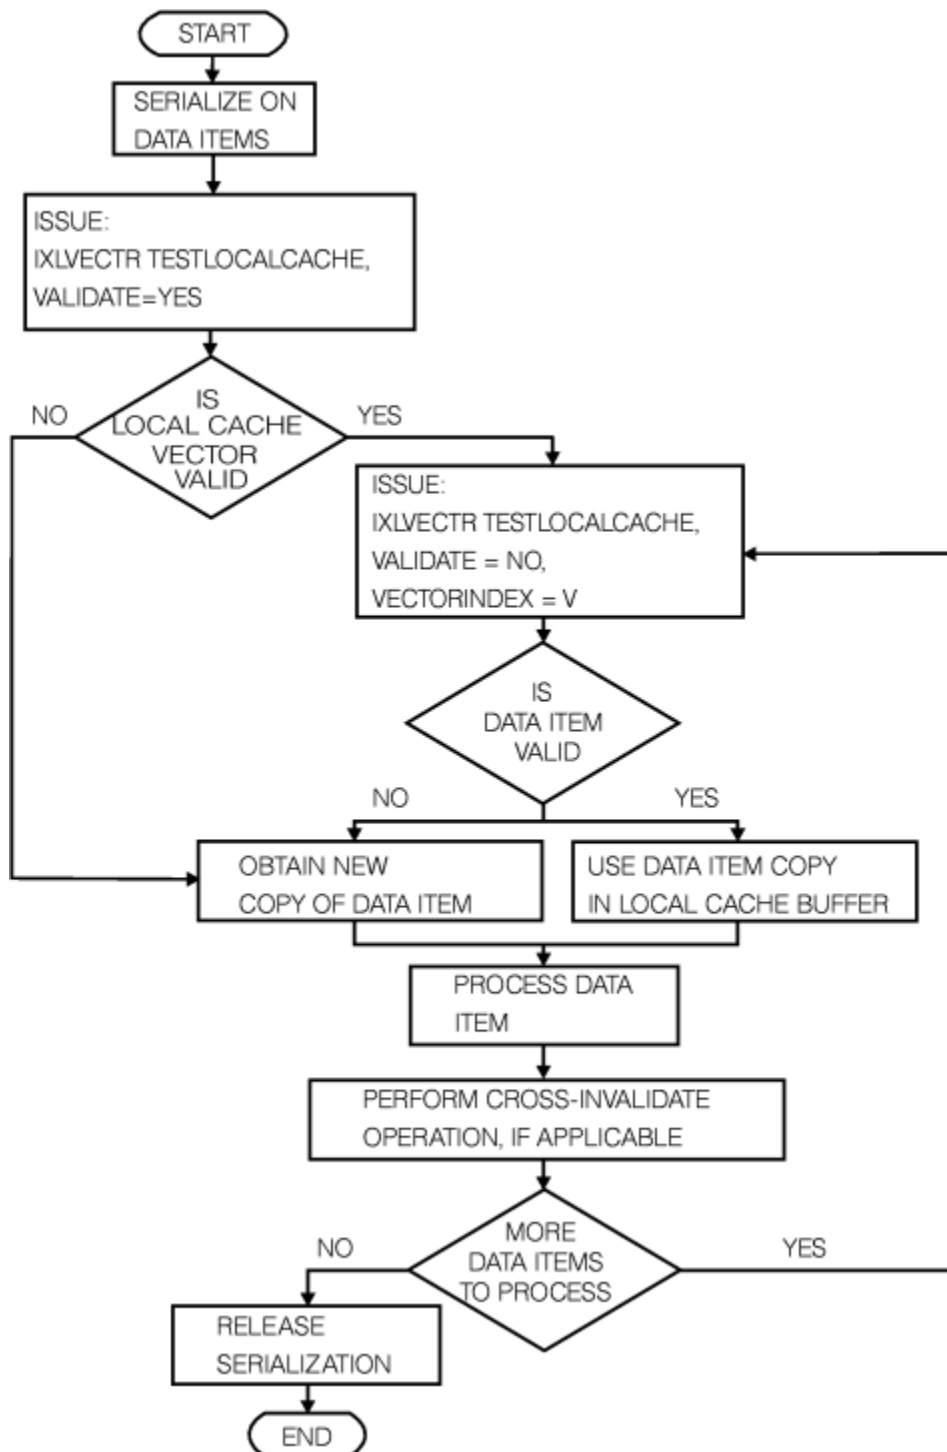 START
SERIALIZE ON
DATA ITEMS
ISSUE:
IXLVECTR TESTLOCALCACHE,
VALIDATE=YES
IS
LOCAL CACHE
VECTOR
VALID
NO
YES
ISSUE:
IXLVECTR TESTLOCALCACHE,
VALIDATE = NO,
VECTORINDEX = V
IS
DATA ITEM
VALID
NO
YES
OBTAIN NEW
COPY OF DATA ITEM
USE DATA ITEM COPY
IN LOCAL CACHE BUFFER
PROCESS DATA
ITEM
PERFORM CROSS-INVALIDATE
OPERATION, IF APPLICABLE
MORE
DATA ITEMS
TO PROCESS
NO
YES
RELEASE
SERIALIZATION
END